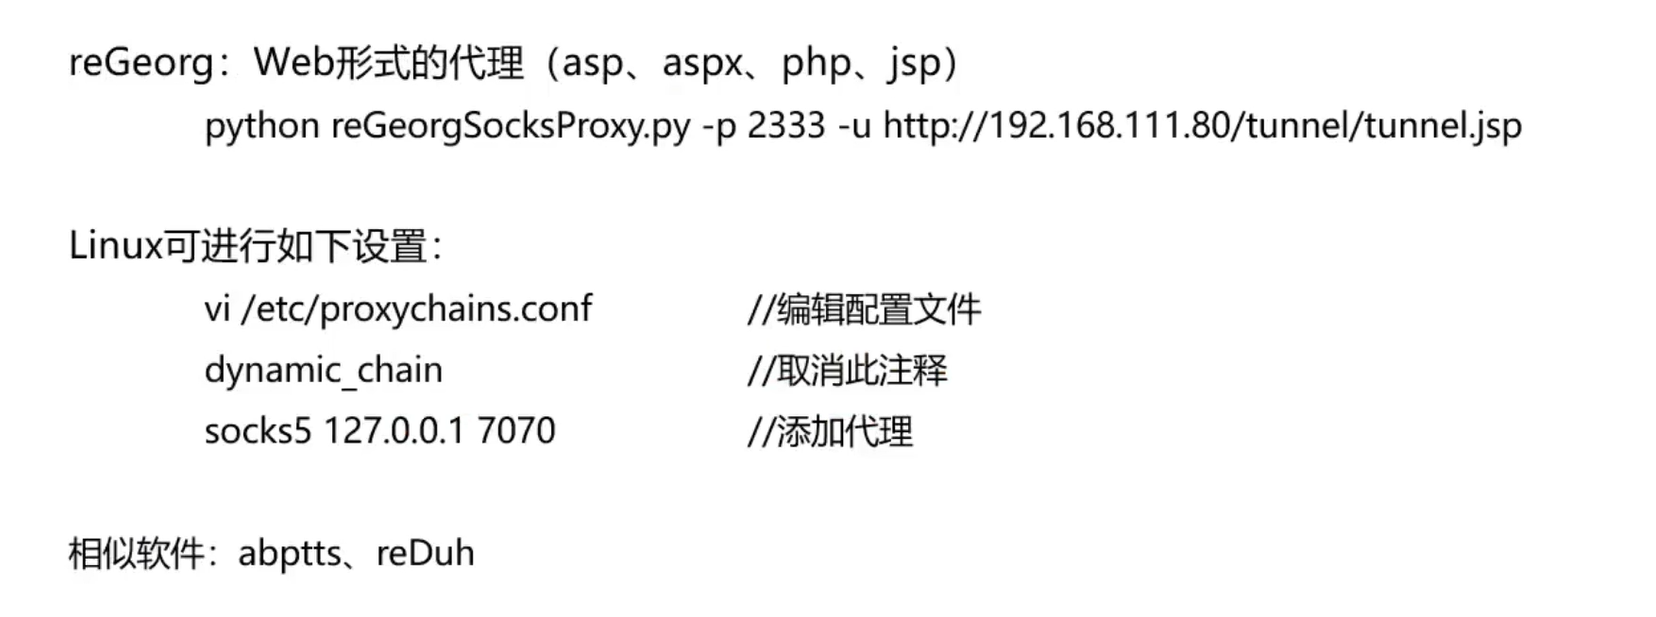 reGeorg：Web形式的代理（asp、aspx、php、jsp）
python reGeorgSocksProxy.py -p 2333 -u http://192.168.111.80/tunnel/tunnel.jsp
Linux可进行如下设置：
vi /etc/proxychains.conf //编辑配置文件
dynamic_chain //取消此注释
socks5 127.0.0.1 7070 //添加代理
相似软件：abptts、reDuh